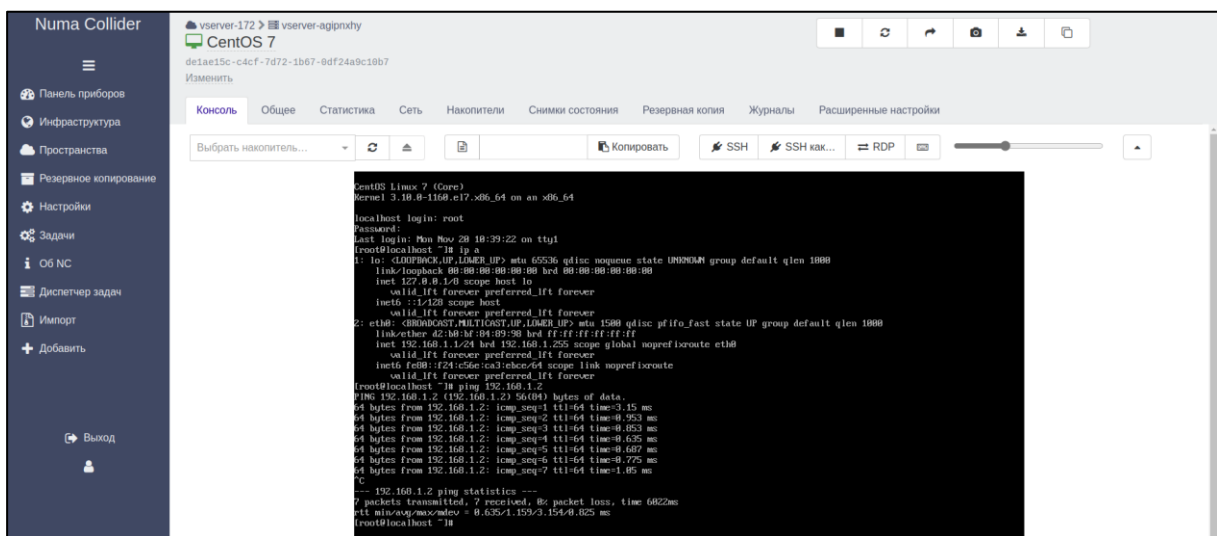 Numa Collider
Панель приборов
Инфраструктура
Пространства
Резервное копирование
Настройки
Задачи
Об NC
Диспетчер задач
Импорт
Добавить
Выход
vserver-172 > vserver-agipnxhy
CentOS 7
de1ae15c-c4cf-7d72-1b67-0df24a9c10b7
Изменить
Консоль Общее Статистика Сеть Накопители Снимки состояния Резервная копия Журналы Расширенные настройки
Выбрать накопитель... Копировать SSH SSH как... RDP
CentOS Linux 7 (Core)
Kernel 3.10.0-1160.el7.x86_64 on an x86_64
localhost login: root
Password:
Last login: Mon Nov 28 10:39:22 on tty1
[root@localhost ~]# ip a
1: lo: <LOOPBACK,UP,LOWER_UP> mtu 65536 qdisc noqueue state UNKNOWN group default qlen 1000
link/loopback 00:00:00:00:00:00 brd 00:00:00:00:00:00
inet 127.0.0.1/8 scope host lo
valid_lft forever preferred_lft forever
inet6 ::1/128 scope host
valid_lft forever preferred_lft forever
2: eth0: <BROADCAST,MULTICAST,UP,LOWER_UP> mtu 1500 qdisc pfifo_fast state UP group default qlen 1000
link/ether d2:b0:bf:04:89:98 brd ff:ff:ff:ff:ff:ff
inet 192.168.1.1/24 brd 192.168.1.255 scope global noprefixroute eth0
valid_lft forever preferred_lft forever
inet6 fe80::f24:c56e:ca3:ebce/64 scope link noprefixroute
valid_lft forever preferred_lft forever
[root@localhost ~]# ping 192.168.1.2
PING 192.168.1.2 (192.168.1.2) 56(84) bytes of data.
64 bytes from 192.168.1.2: icmp_seq=1 ttl=64 time=3.15 ms
64 bytes from 192.168.1.2: icmp_seq=2 ttl=64 time=0.953 ms
64 bytes from 192.168.1.2: icmp_seq=3 ttl=64 time=0.853 ms
64 bytes from 192.168.1.2: icmp_seq=4 ttl=64 time=0.635 ms
64 bytes from 192.168.1.2: icmp_seq=5 ttl=64 time=0.687 ms
64 bytes from 192.168.1.2: icmp_seq=6 ttl=64 time=0.775 ms
64 bytes from 192.168.1.2: icmp_seq=7 ttl=64 time=1.05 ms
^C
--- 192.168.1.2 ping statistics ---
7 packets transmitted, 7 received, 0% packet loss, time 6022ms
rtt min/avg/max/mdev = 0.635/1.159/3.154/0.825 ms
[root@localhost ~]#